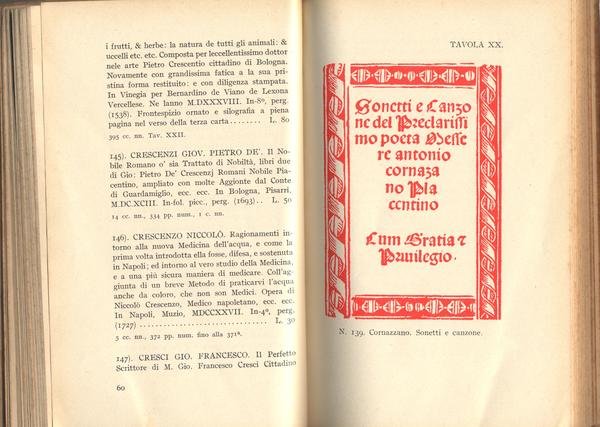 i frutti, & herbe: la natura de tutti gli animali: &
uccelli etc. etc. Composta per leccellentissimo dottor
nele arte Pietro Crescentio cittadino di Bologna.
Novamente con grandissima fatica a la sua pri-
stina forma restituito: e con diligenza stampata.
In Vinegia per Bernardino de Viano de Lexona
Vercellese. Ne lanno M.DXXXVIII. In-8º, perg.
(1538). Frontespizio ornato e silografia a piena
pagina nel verso della terza carta........ L. 80
395 cc. nn. Tav. XXII.
145). CRESCENZI GIOV. PIETRO DE'. Il No-
bile Romano o' sia Trattato di Nobiltà, libri due
di Gio: Pietro De' Crescenzj Romani Nobile Pia-
centino, ampliato con molte Aggionte dal Conte
di Guardamiglio, ecc. ecc. In Bologna, Pisarri,
M.DC.XCIII. In-fol. picc., perg. (1693).. L. 50
14 cc. nn., 334 pp. num., 1 c. nn.
146). CRESCENZO NICCOLÒ. Ragionamenti in-
torno alla nuova Medicina dell'acqua, e come la
prima volta introdotta ella fosse, difesa, e sostenuta
in Napoli; ed intorno al vero studio della Medicina,
e a una più sicura maniera di medicare. Coll'ag-
giunta di un breve Metodo di praticarvi l'acqua
anche da coloro, che non son Medici. Opera di
Niccolò Crescenzo, Medico napoletano, ecc. ecc.
In Napoli, Muzio, MDCCXXVII. In-4º, perg.
(1727) ............................ L. 30
5 cc. nn., 372 pp. num. fino alla 371ª.
147). CRESCI GIO. FRANCESCO. Il Perfetto
Scrittore di M. Gio. Francesco Cresci Cittadino
60
TAVOLA XX.
Sonetti e Canzo
ne del Preclarissi
mo poeta Messe
re antonio
cornaza
no Pla
centino
Cum Gratia ⁊
Priuilegio.
N. 139. Cornazzano. Sonetti e canzone.